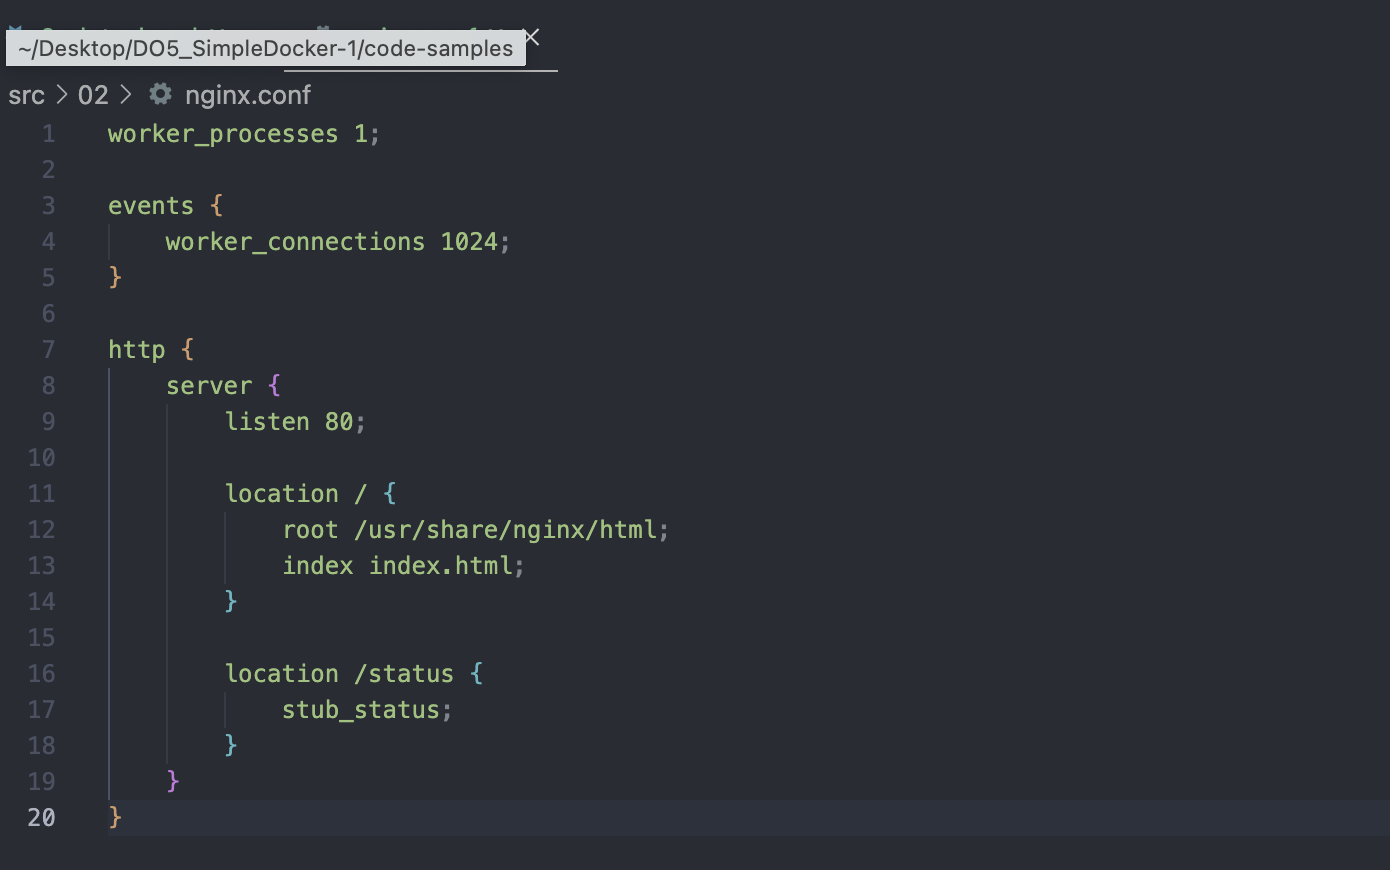 ~/Desktop/DO5_SimpleDocker-1/code-samples
src > 02 > nginx.conf
1 worker_processes 1;
2
3 events {
4 worker_connections 1024;
5 }
6
7 http {
8 server {
9 listen 80;
10
11 location / {
12 root /usr/share/nginx/html;
13 index index.html;
14 }
15
16 location /status {
17 stub_status;
18 }
19 }
20 }